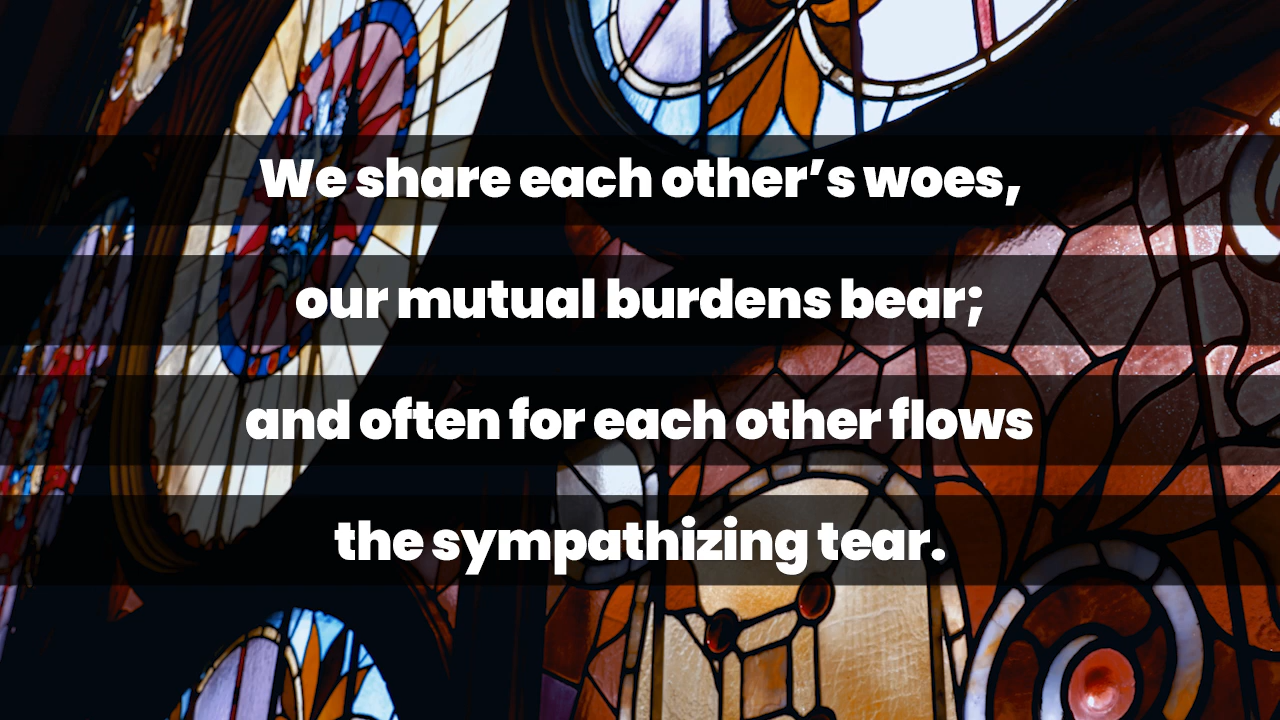 We share each other’s woes,
our mutual burdens bear;
and often for each other flows
the sympathizing tear.